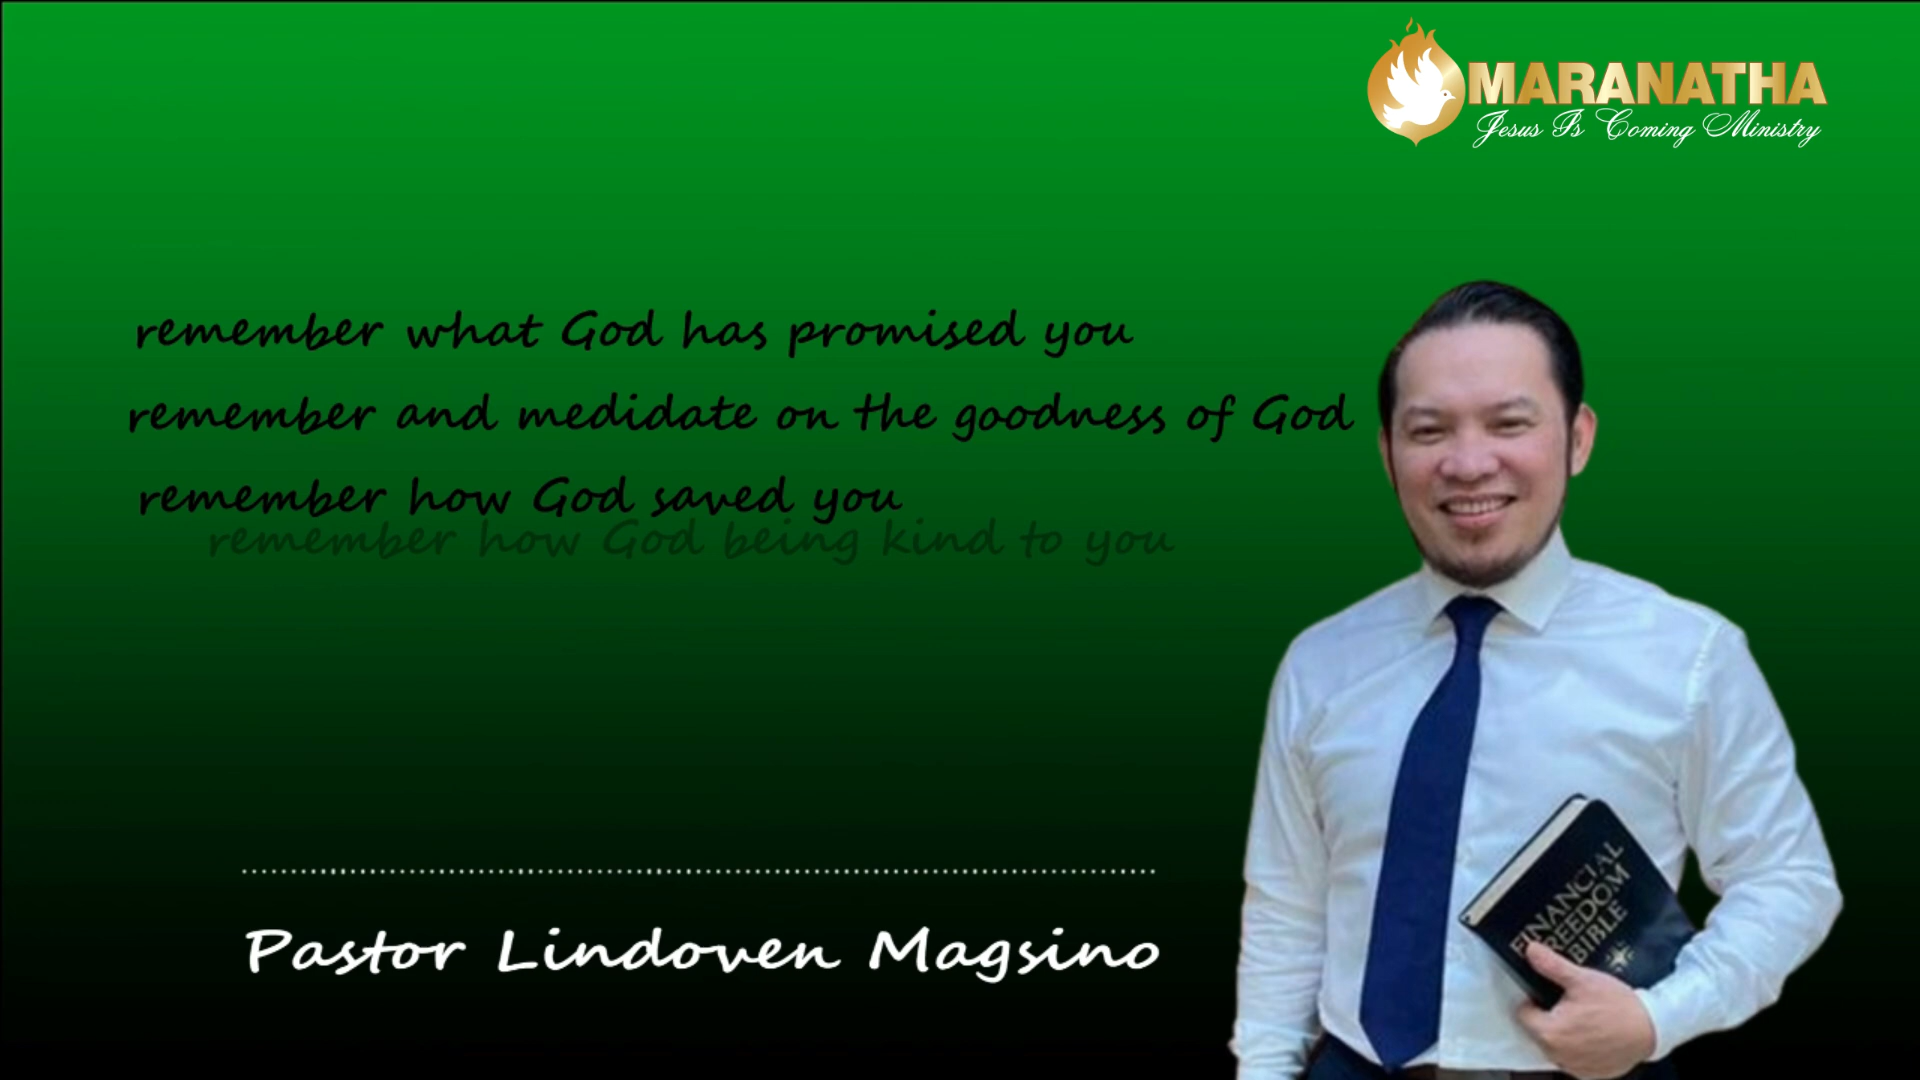 MARANATHA
Jesus Is Coming Ministry
remember what God has promised you
remember and medidate on the goodness of God
remember how God saved you
remember how God being kind to you
Pastor Lindoven Magsino
FINANCIAL
FREEDOM
BIBLE